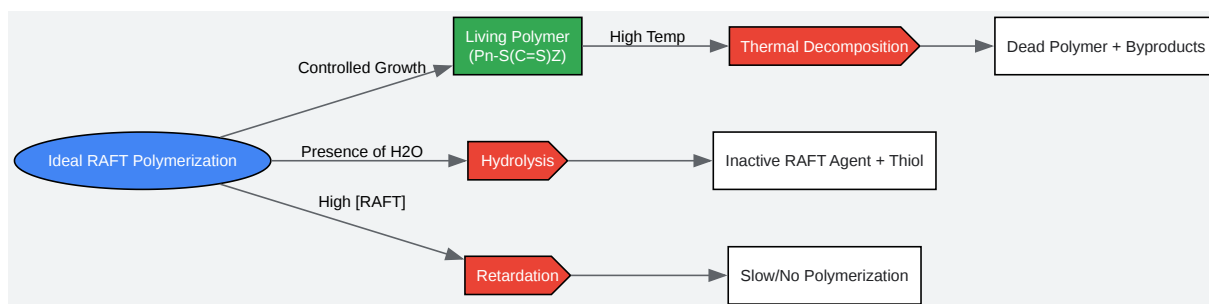 Living Polymer
(Pn-S(C=S)Z)
High Temp
Thermal Decomposition
Dead Polymer + Byproducts
Controlled Growth
Ideal RAFT Polymerization
Presence of H2O
Hydrolysis
Inactive RAFT Agent + Thiol
High [RAFT]
Retardation
Slow/No Polymerization